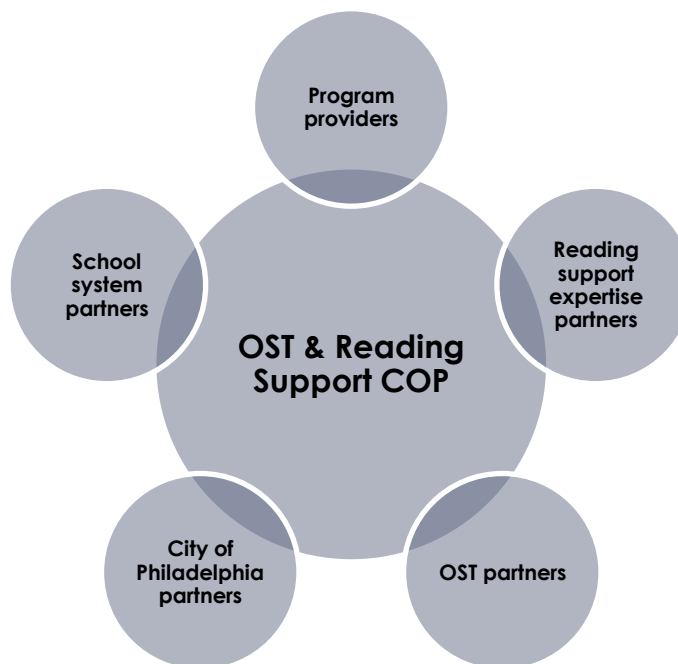 Program
providers
School
system
partners
Reading
support
expertise
partners
OST & Reading
Support COP
City of
Philadelphia
partners
OST partners